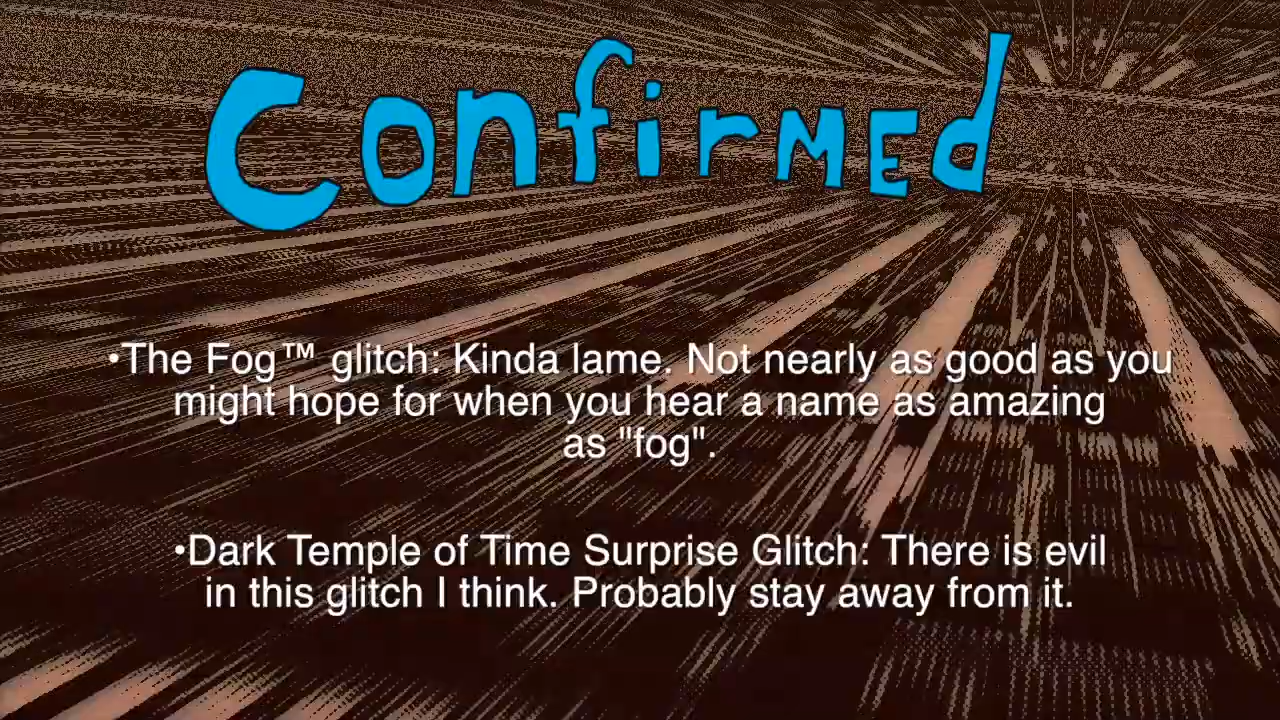 ConfirMEd
•The Fog™ glitch: Kinda lame. Not nearly as good as you
might hope for when you hear a name as amazing
as "fog".
•Dark Temple of Time Surprise Glitch: There is evil
in this glitch I think. Probably stay away from it.